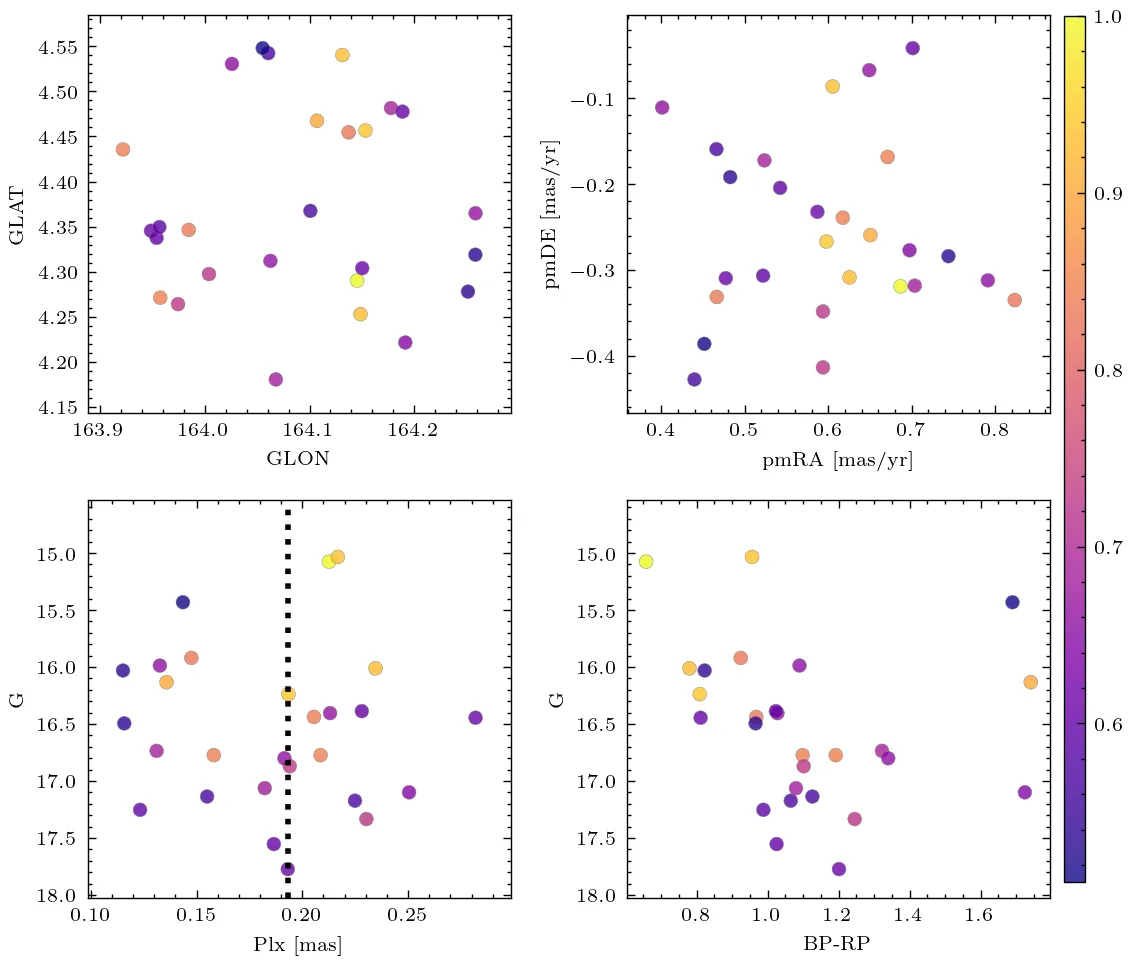 4.55
4.50
4.45
4.40
4.35
4.30
4.25
4.20
4.15
GLAT
163.9 164.0 164.1 164.2
GLON
−0.1
−0.2
−0.3
−0.4
pmDE [mas/yr]
0.4 0.5 0.6 0.7 0.8
pmRA [mas/yr]
1.0
0.9
0.8
0.7
0.6
15.0
15.5
16.0
16.5
17.0
17.5
18.0
G
0.10 0.15 0.20 0.25
Plx [mas]
15.0
15.5
16.0
16.5
17.0
17.5
18.0
G
0.8 1.0 1.2 1.4 1.6
BP-RP